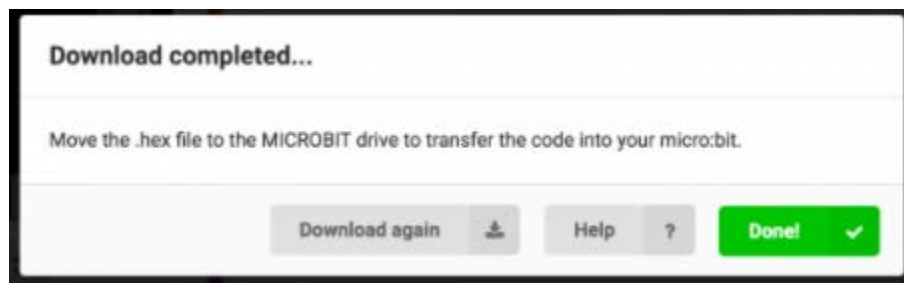 Download completed...
Move the .hex file to the MICROBIT drive to transfer the code into your micro:bit.
Download again Help ? Done!